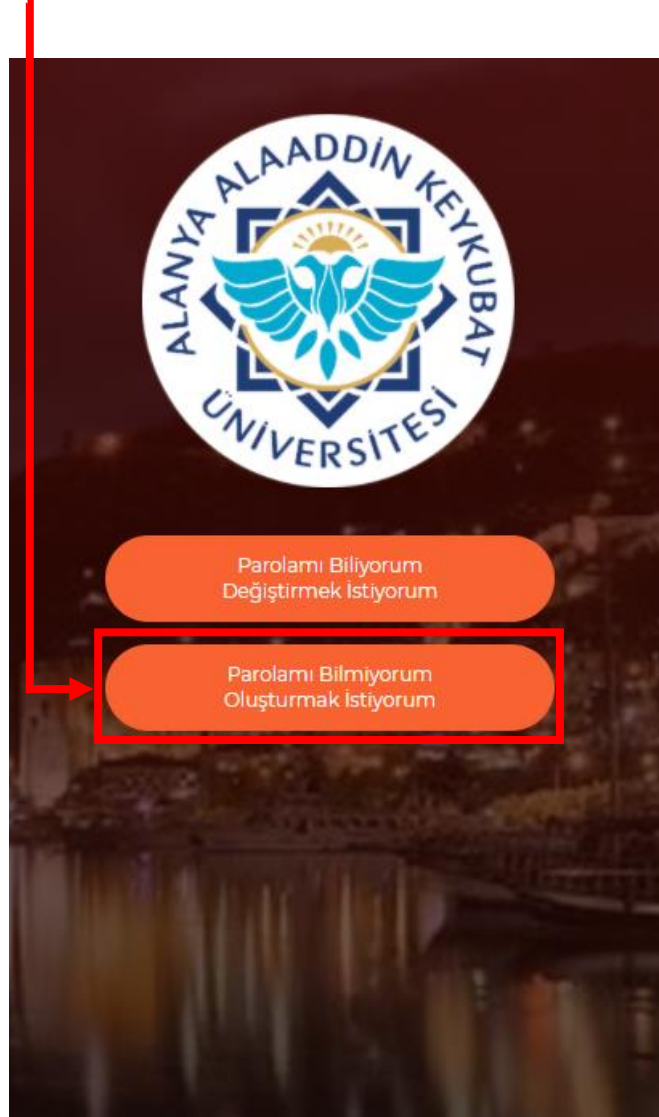 ALANYA ALAADDİN KEYKUBAT
ÜNİVERSİTESİ
Parolamı Biliyorum
Değiştirmek İstiyorum
Parolamı Bilmiyorum
Oluşturmak İstiyorum